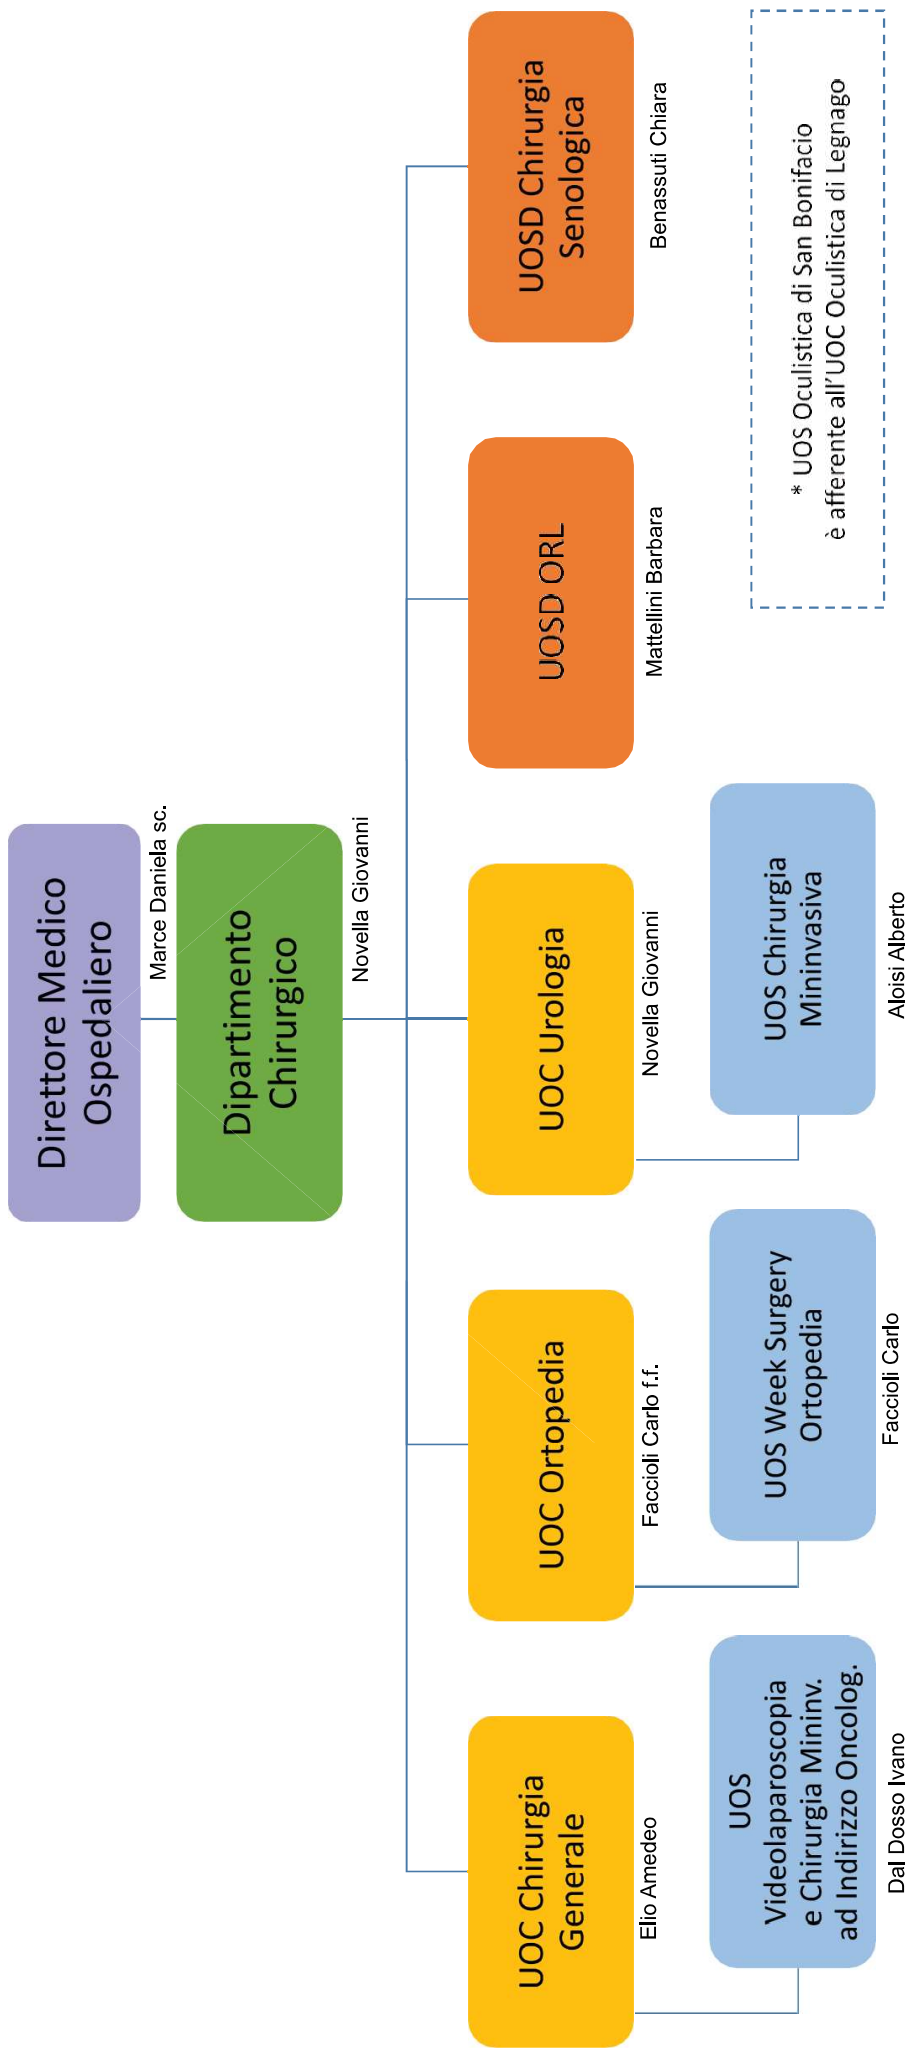 Direttore Medico
Ospedaliero
Marce Daniela sc.
Dipartimento
Chirurgico
Novella Giovanni
UOC Chirurgia
Generale
Elio Amedeo
UOC Ortopedia
Faccioli Carlo f.f.
UOC Urologia
Novella Giovanni
UOSD ORL
Mattellini Barbara
UOSD Chirurgia
Senologica
Benassuti Chiara
UOS
Videolaparoscopia
e Chirurgia Mininv.
ad Indirizzo Oncolog.
Dal Dosso Ivano
UOS Week Surgery
Ortopedia
Faccioli Carlo
UOS Chirurgia
Mininvasiva
Aloisi Alberto
* UOS Oculistica di San Bonifacio
è afferente all'UOC Oculistica di Legnago